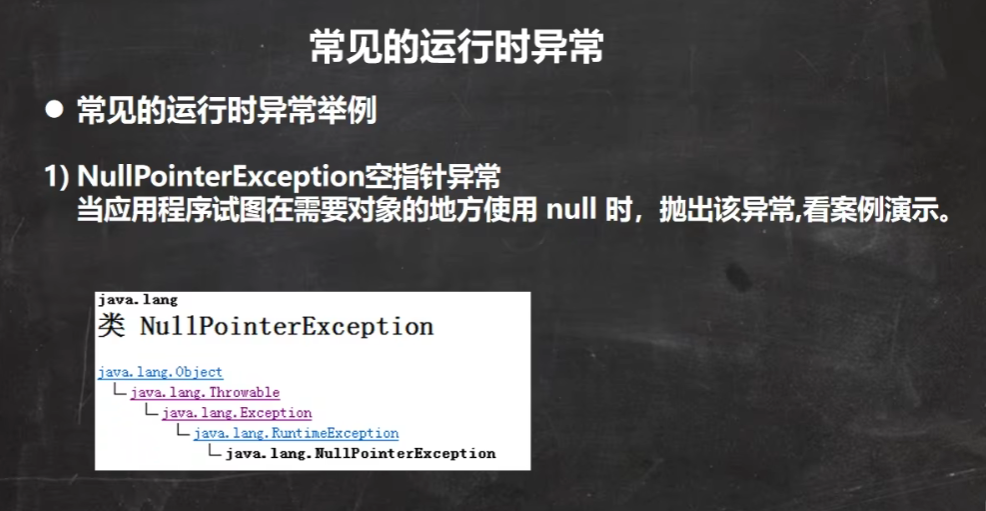 常见的运行时异常
● 常见的运行时异常举例
1) NullPointerException空指针异常
当应用程序试图在需要对象的地方使用 null 时，抛出该异常,看案例演示。
java.lang
类 NullPointerException
java.lang.Object
java.lang.Throwable
java.lang.Exception
java.lang.RuntimeException
java.lang.NullPointerException